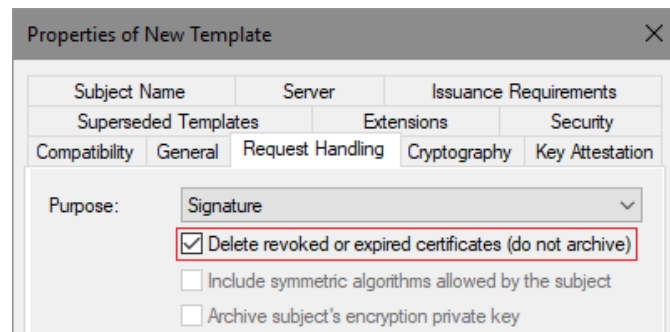 Properties of New Template
Subject Name Server Issuance Requirements
Superseded Templates Extensions Security
Compatibility General Request Handling Cryptography Key Attestation
Purpose: Signature
Delete revoked or expired certificates (do not archive)
Include symmetric algorithms allowed by the subject
Archive subject's encryption private key